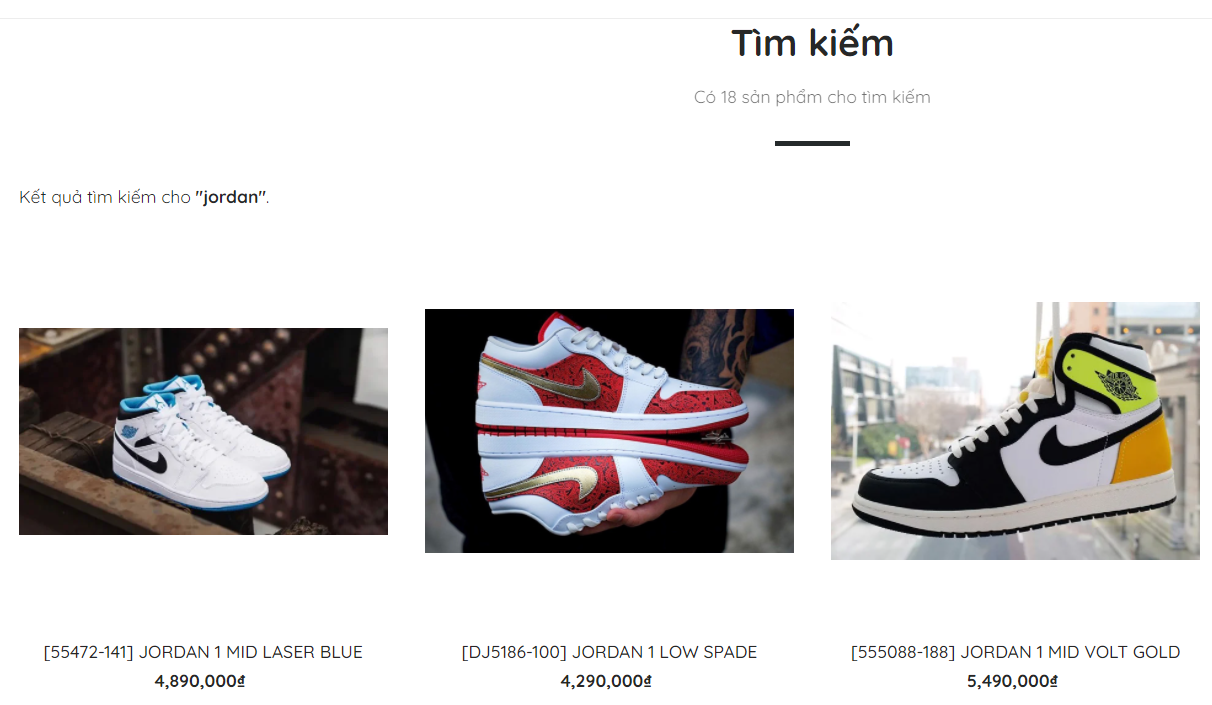 Tìm kiếm
Có 18 sản phẩm cho tìm kiếm
Kết quả tìm kiếm cho "jordan".
[55472-141] JORDAN 1 MID LASER BLUE
4,890,000₫
[DJ5186-100] JORDAN 1 LOW SPADE
4,290,000₫
[555088-188] JORDAN 1 MID VOLT GOLD
5,490,000₫